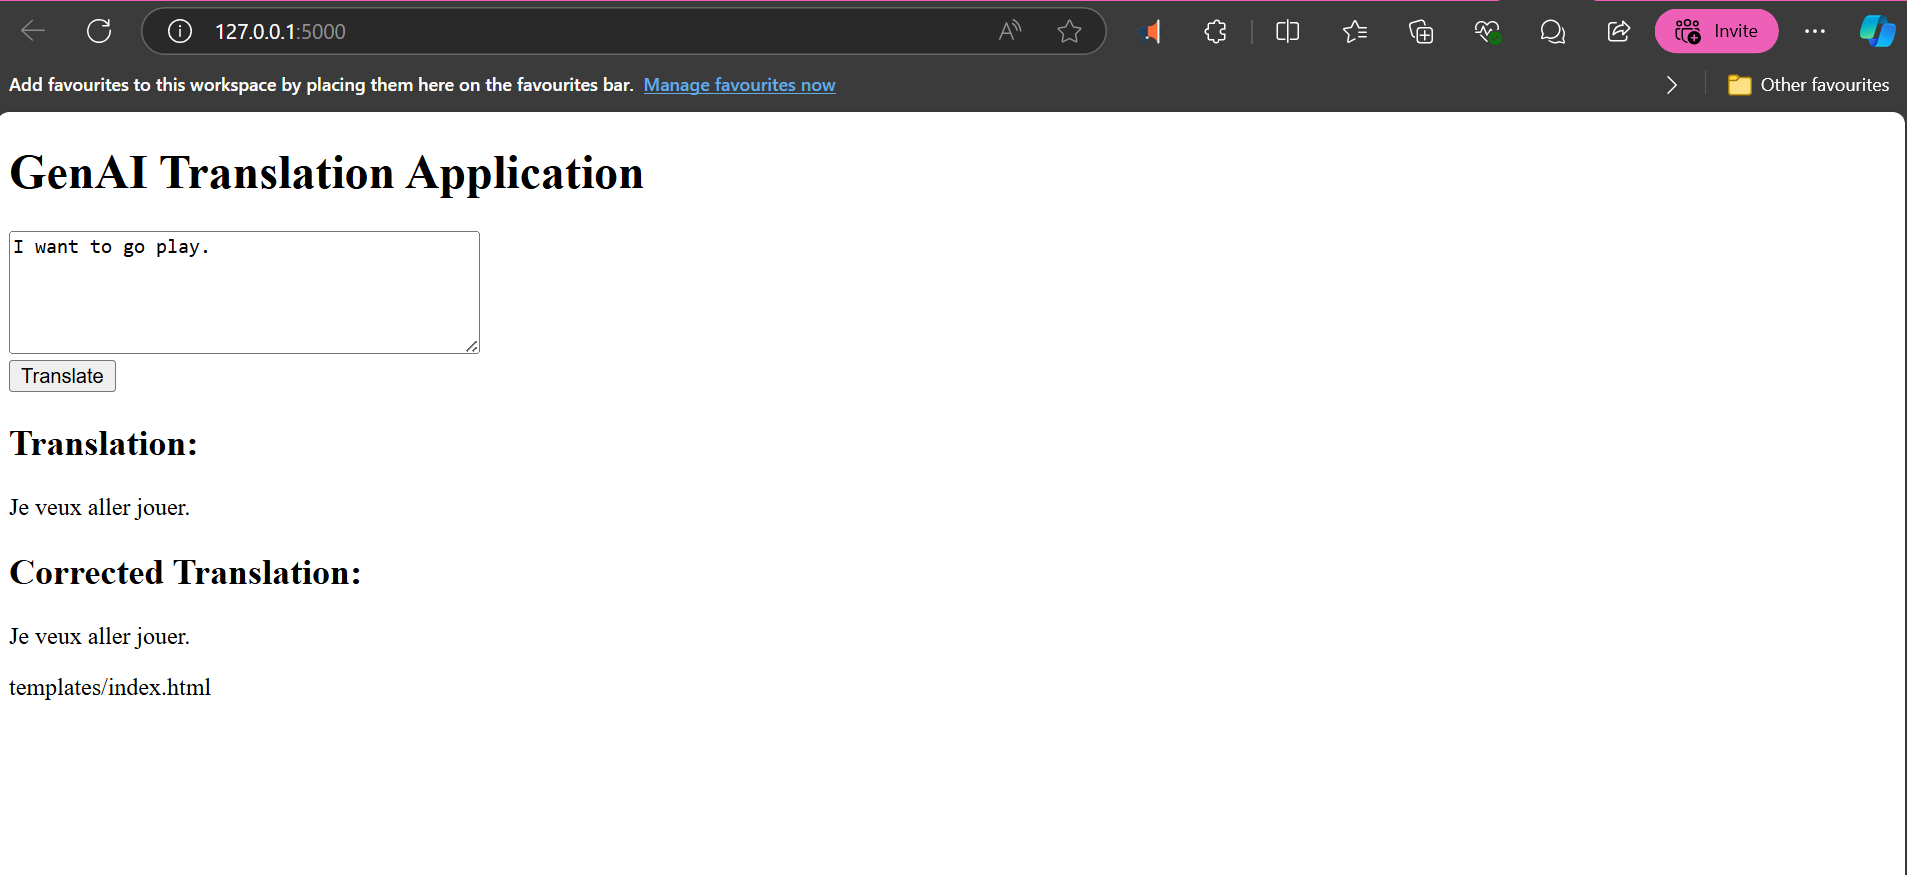 127.0.0.1:5000
Invite
Add favourites to this workspace by placing them here on the favourites bar. Manage favourites now
Other favourites
GenAI Translation Application
I want to go play.
Translate
Translation:
Je veux aller jouer.
Corrected Translation:
Je veux aller jouer.
templates/index.html